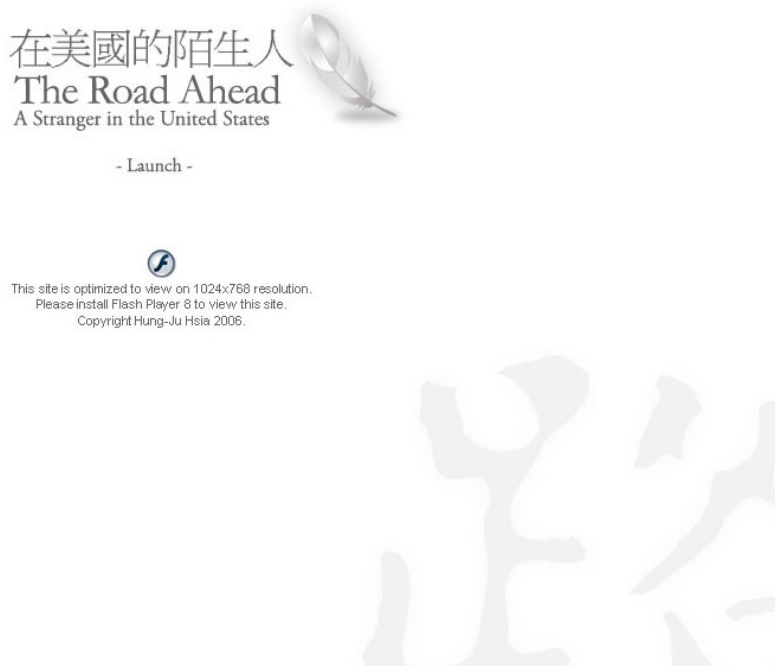 在美國的陌生人
The Road Ahead
A Stranger in the United States
- Launch -
This site is optimized to view on 1024x768 resolution.
Please install Flash Player 8 to view this site.
Copyright Hung-Ju Hsia 2006.